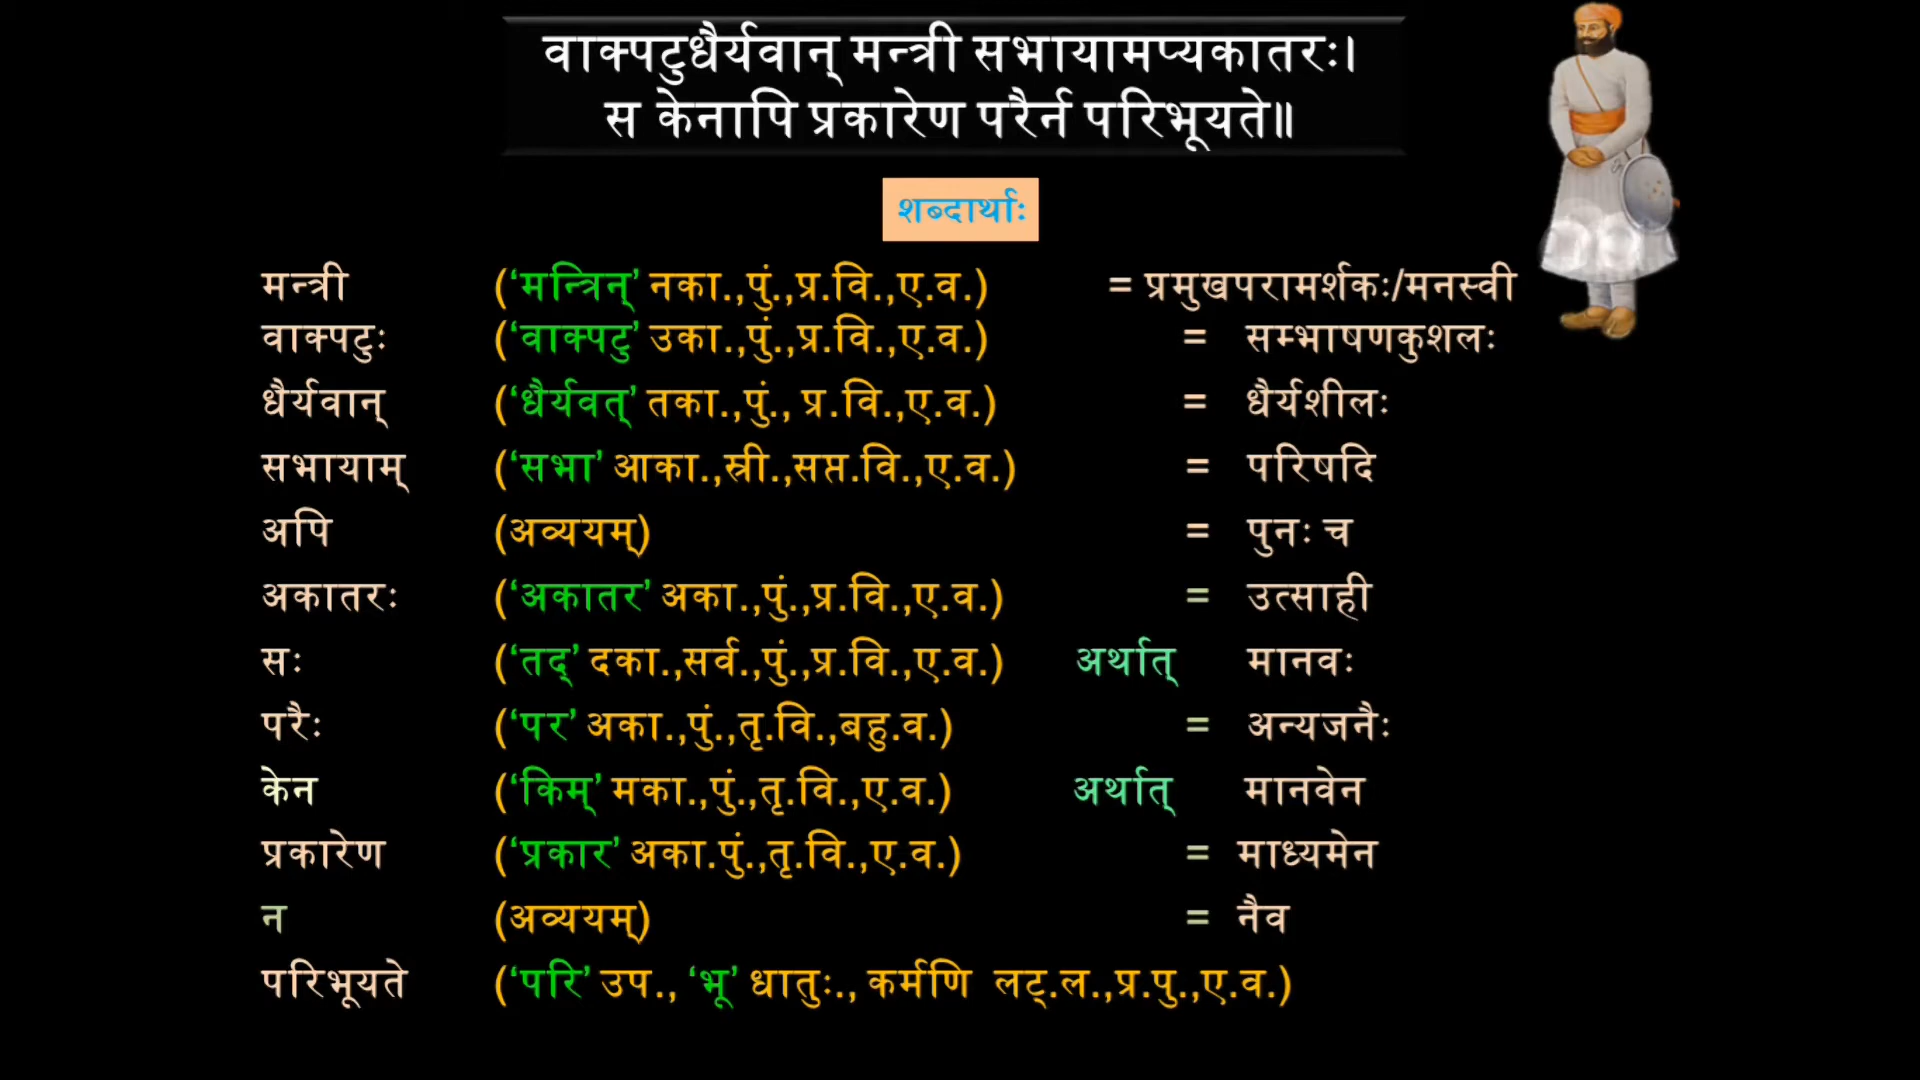 वाक्पटुधैर्यवान् मन्त्री सभायामप्यकातरः।
स केनापि प्रकारेण परैर्न परिभूयते॥
शब्दार्थाः
मन्त्री (‘मन्त्रिन्’ नका.,पुं.,प्र.वि.,ए.व.) = प्रमुखपरामर्शकः/मनस्वी
वाक्पटुः (‘वाक्पटु’ उका.,पुं.,प्र.वि.,ए.व.) = सम्भाषणकुशलः
धैर्यवान् (‘धैर्यवत्’ तका.,पुं., प्र.वि.,ए.व.) = धैर्यशीलः
सभायाम् (‘सभा’ आका.,स्री.,सप्त.वि.,ए.व.) = परिषदि
अपि (अव्ययम्) = पुनः च
अकातरः (‘अकातर’ अका.,पुं.,प्र.वि.,ए.व.) = उत्साही
सः (‘तद्’ दका.,सर्व.,पुं.,प्र.वि.,ए.व.) अर्थात् मानवः
परैः (‘पर’ अका.,पुं.,तृ.वि.,बहु.व.) = अन्यजनैः
केन (‘किम्’ मका.,पुं.,तृ.वि.,ए.व.) अर्थात् मानवेन
प्रकारेण (‘प्रकार’ अका.पुं.,तृ.वि.,ए.व.) = माध्यमेन
न (अव्ययम्) = नैव
परिभूयते (‘परि’ उप., ‘भू’ धातुः., कर्मणि लट्.ल.,प्र.पु.,ए.व.)